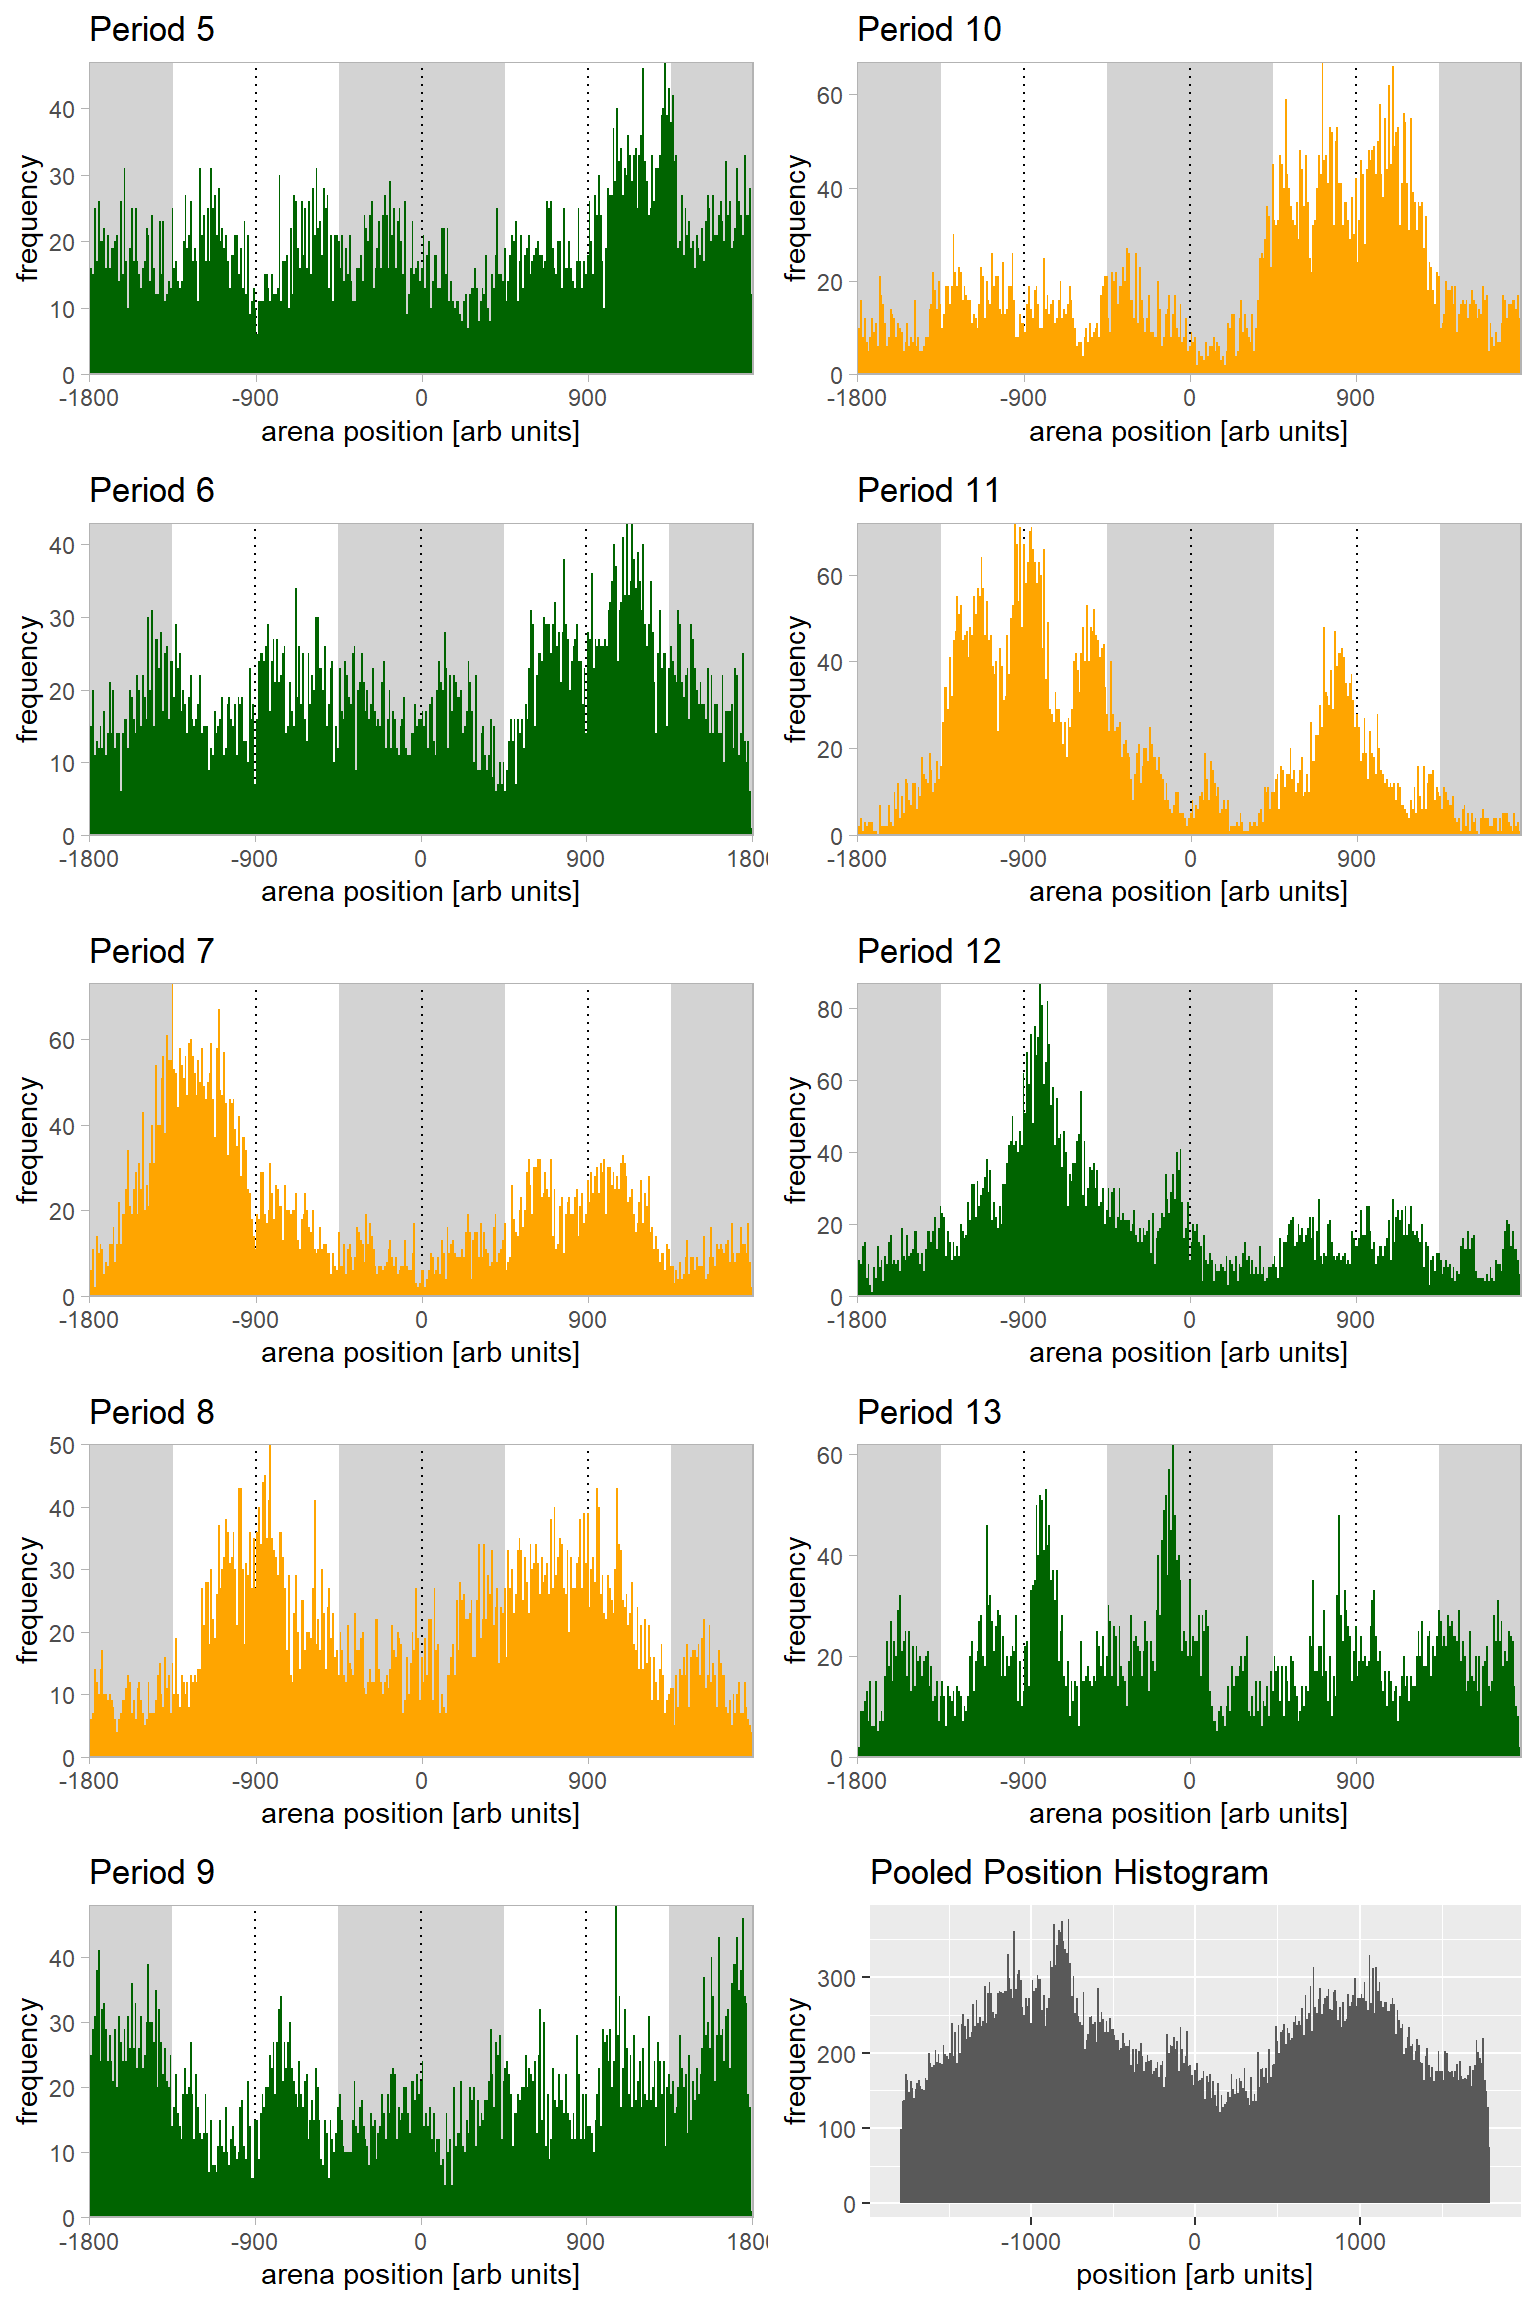 Period 5
frequency
40
30
20
10
0
-1800 -900 0 900
arena position [arb units]
Period 10
frequency
60
40
20
0
-1800 -900 0 900
arena position [arb units]
Period 6
frequency
40
30
20
10
0
-1800 -900 0 900 180
arena position [arb units]
Period 11
frequency
60
40
20
0
-1800 -900 0 900
arena position [arb units]
Period 7
frequency
60
40
20
0
-1800 -900 0 900
arena position [arb units]
Period 12
frequency
80
60
40
20
0
-1800 -900 0 900
arena position [arb units]
Period 8
frequency
50
40
30
20
10
0
-1800 -900 0 900
arena position [arb units]
Period 13
frequency
60
40
20
0
-1800 -900 0 900
arena position [arb units]
Period 9
frequency
40
30
20
10
0
-1800 -900 0 900 180
arena position [arb units]
Pooled Position Histogram
frequency
300
200
100
0
-1000 0 1000
position [arb units]